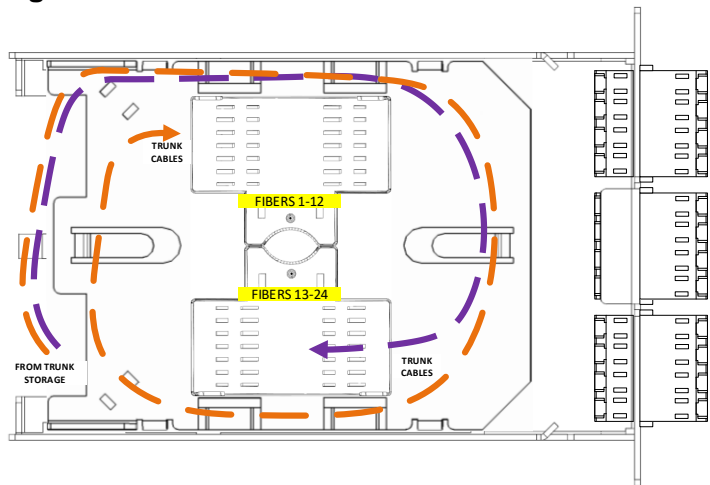 TRUNK
CABLES
FIBERS 1-12
FIBERS 13-24
FROM TRUNK
STORAGE
TRUNK
CABLES